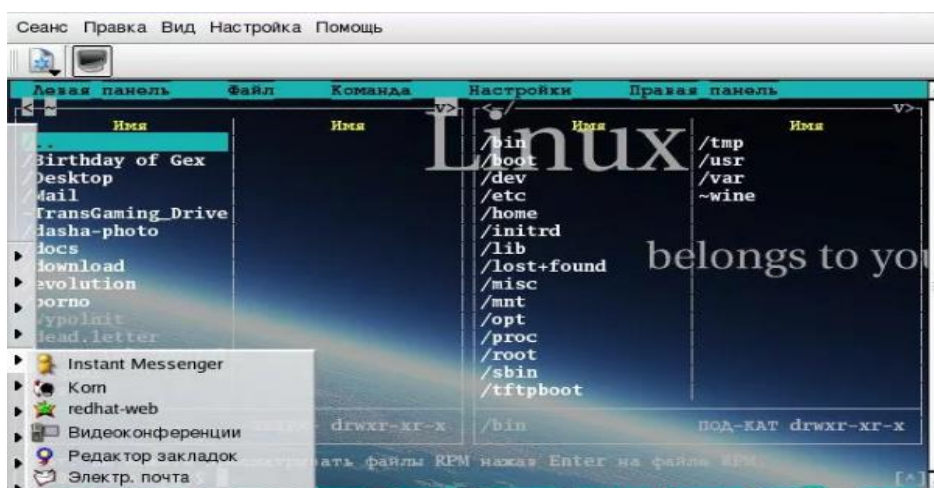 Сеанс Правка Вид Настройка Помощь
Левая панель Файл Команда Настройки Правая панель
Имя Имя Имя Имя
Linux
belongs to you
/..
/Birthday of Gex
/Desktop
/Mail
~TransGaming_Drive
/dasha-photo
/docs
/download
/evolution
/porno
dead.letter
/bin
/boot
/dev
/etc
/home
/initrd
/lib
/lost+found
/misc
/mnt
/opt
/proc
/root
/sbin
/tftpboot
/tmp
/usr
/var
~wine
drwxr-xr-x
/bin ПОД-КАТ drwxr-xr-x
файлы RPM нажав Enter на файле RPM.
Instant Messenger
Korn
redhat-web
Видеоконференции
Редактор закладок
Электр. почта